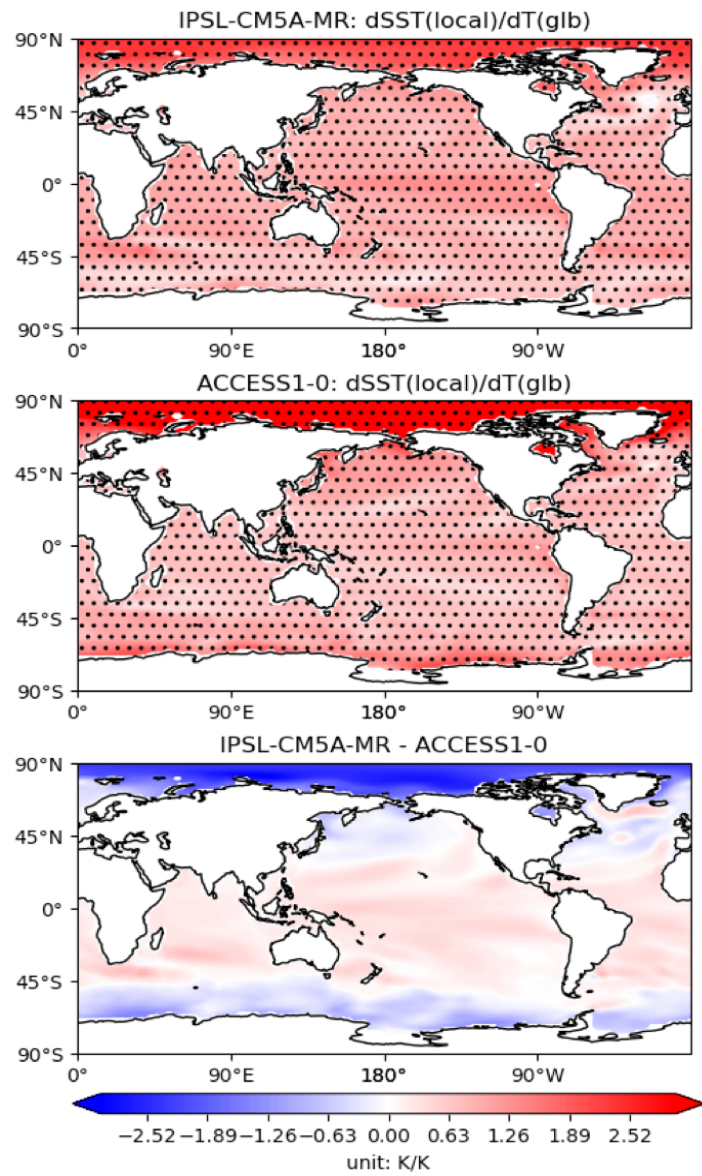 IPSL-CM5A-MR: dSST(local)/dT(glb)
90°N
45°N
0°
45°S
90°S
0° 90°E 180° 90°W
ACCESS1-0: dSST(local)/dT(glb)
90°N
45°N
0°
45°S
90°S
0° 90°E 180° 90°W
IPSL-CM5A-MR - ACCESS1-0
90°N
45°N
0°
45°S
90°S
0° 90°E 180° 90°W
−2.52 −1.89 −1.26 −0.63 0.00 0.63 1.26 1.89 2.52
unit: K/K